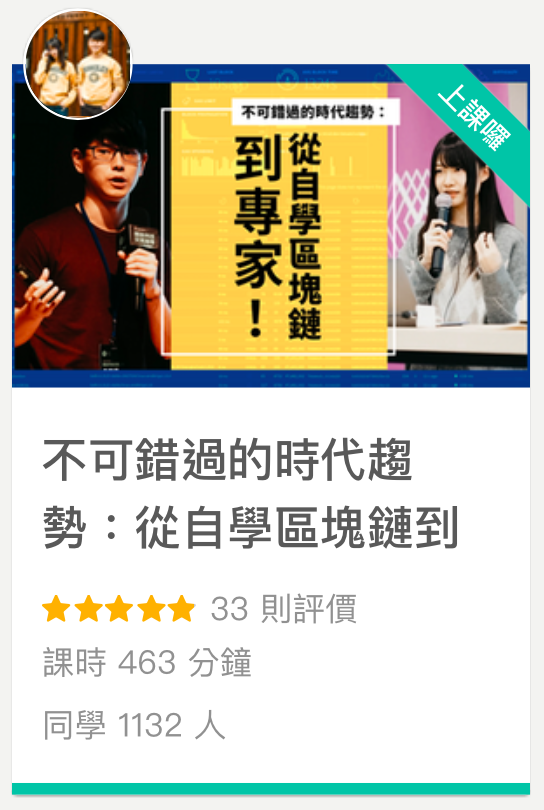 不可錯過的時代趨勢：
從自學區塊鏈
到專家！
上課囉
不可錯過的時代趨
勢：從自學區塊鏈到
33 則評價
課時 463 分鐘
同學 1132 人